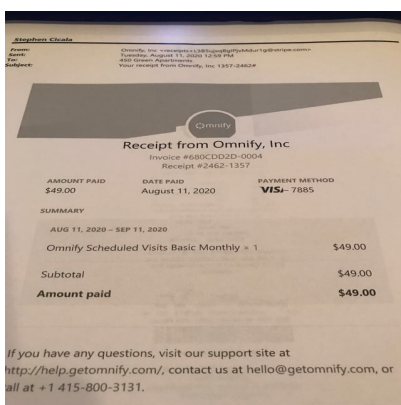 Stephen Cicala
From: Omnify, Inc
Sent: Tuesday, August 11, 2020 12:59 PM
To: 450 Green Apartments
Subject: Your receipt from Omnify, Inc 1357-2462#
Omnify
Receipt from Omnify, Inc
Invoice #680CDD2D-0004
Receipt #2462-1357
AMOUNT PAID DATE PAID PAYMENT METHOD
$49.00 August 11, 2020 VISA - 7885
SUMMARY
AUG 11, 2020 – SEP 11, 2020
Omnify Scheduled Visits Basic Monthly × 1 $49.00
Subtotal $49.00
Amount paid $49.00
If you have any questions, visit our support site at
http://help.getomnify.com/, contact us at hello@getomnify.com, or
all at +1 415-800-3131.